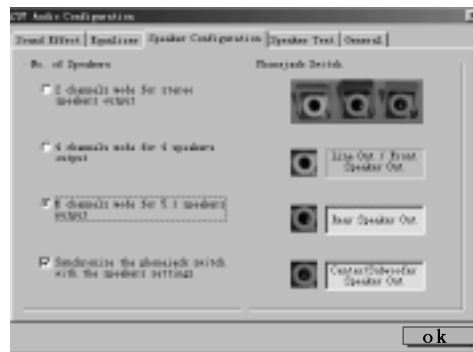 Audio Configuration
Sound Effect Equalizer Speaker Configuration Speaker Test General
No. of Speakers
Phonejack Switch
2 channels mode for stereo
speakers output
4 channels mode for 4 speakers
output
6 channels mode for 5.1 speakers
output
Synchronize the phonejack switch
with the speakers settings
Line Out / Front
Speaker Out
Rear Speaker Out
Center/Subwoofer
Speaker Out
ok